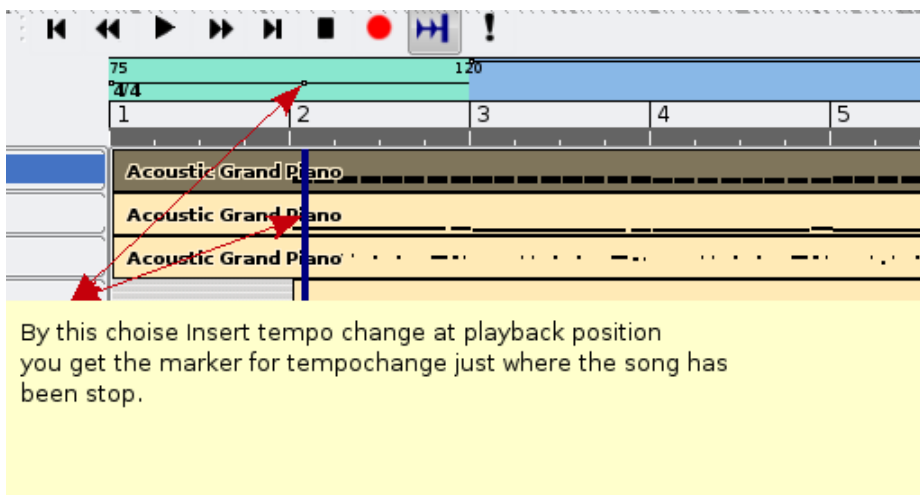 75 120
4/4
1 2 3 4 5
Acoustic Grand Piano
Acoustic Grand Piano
Acoustic Grand Piano
By this choise Insert tempo change at playback position
you get the marker for tempochange just where the song has
been stop.